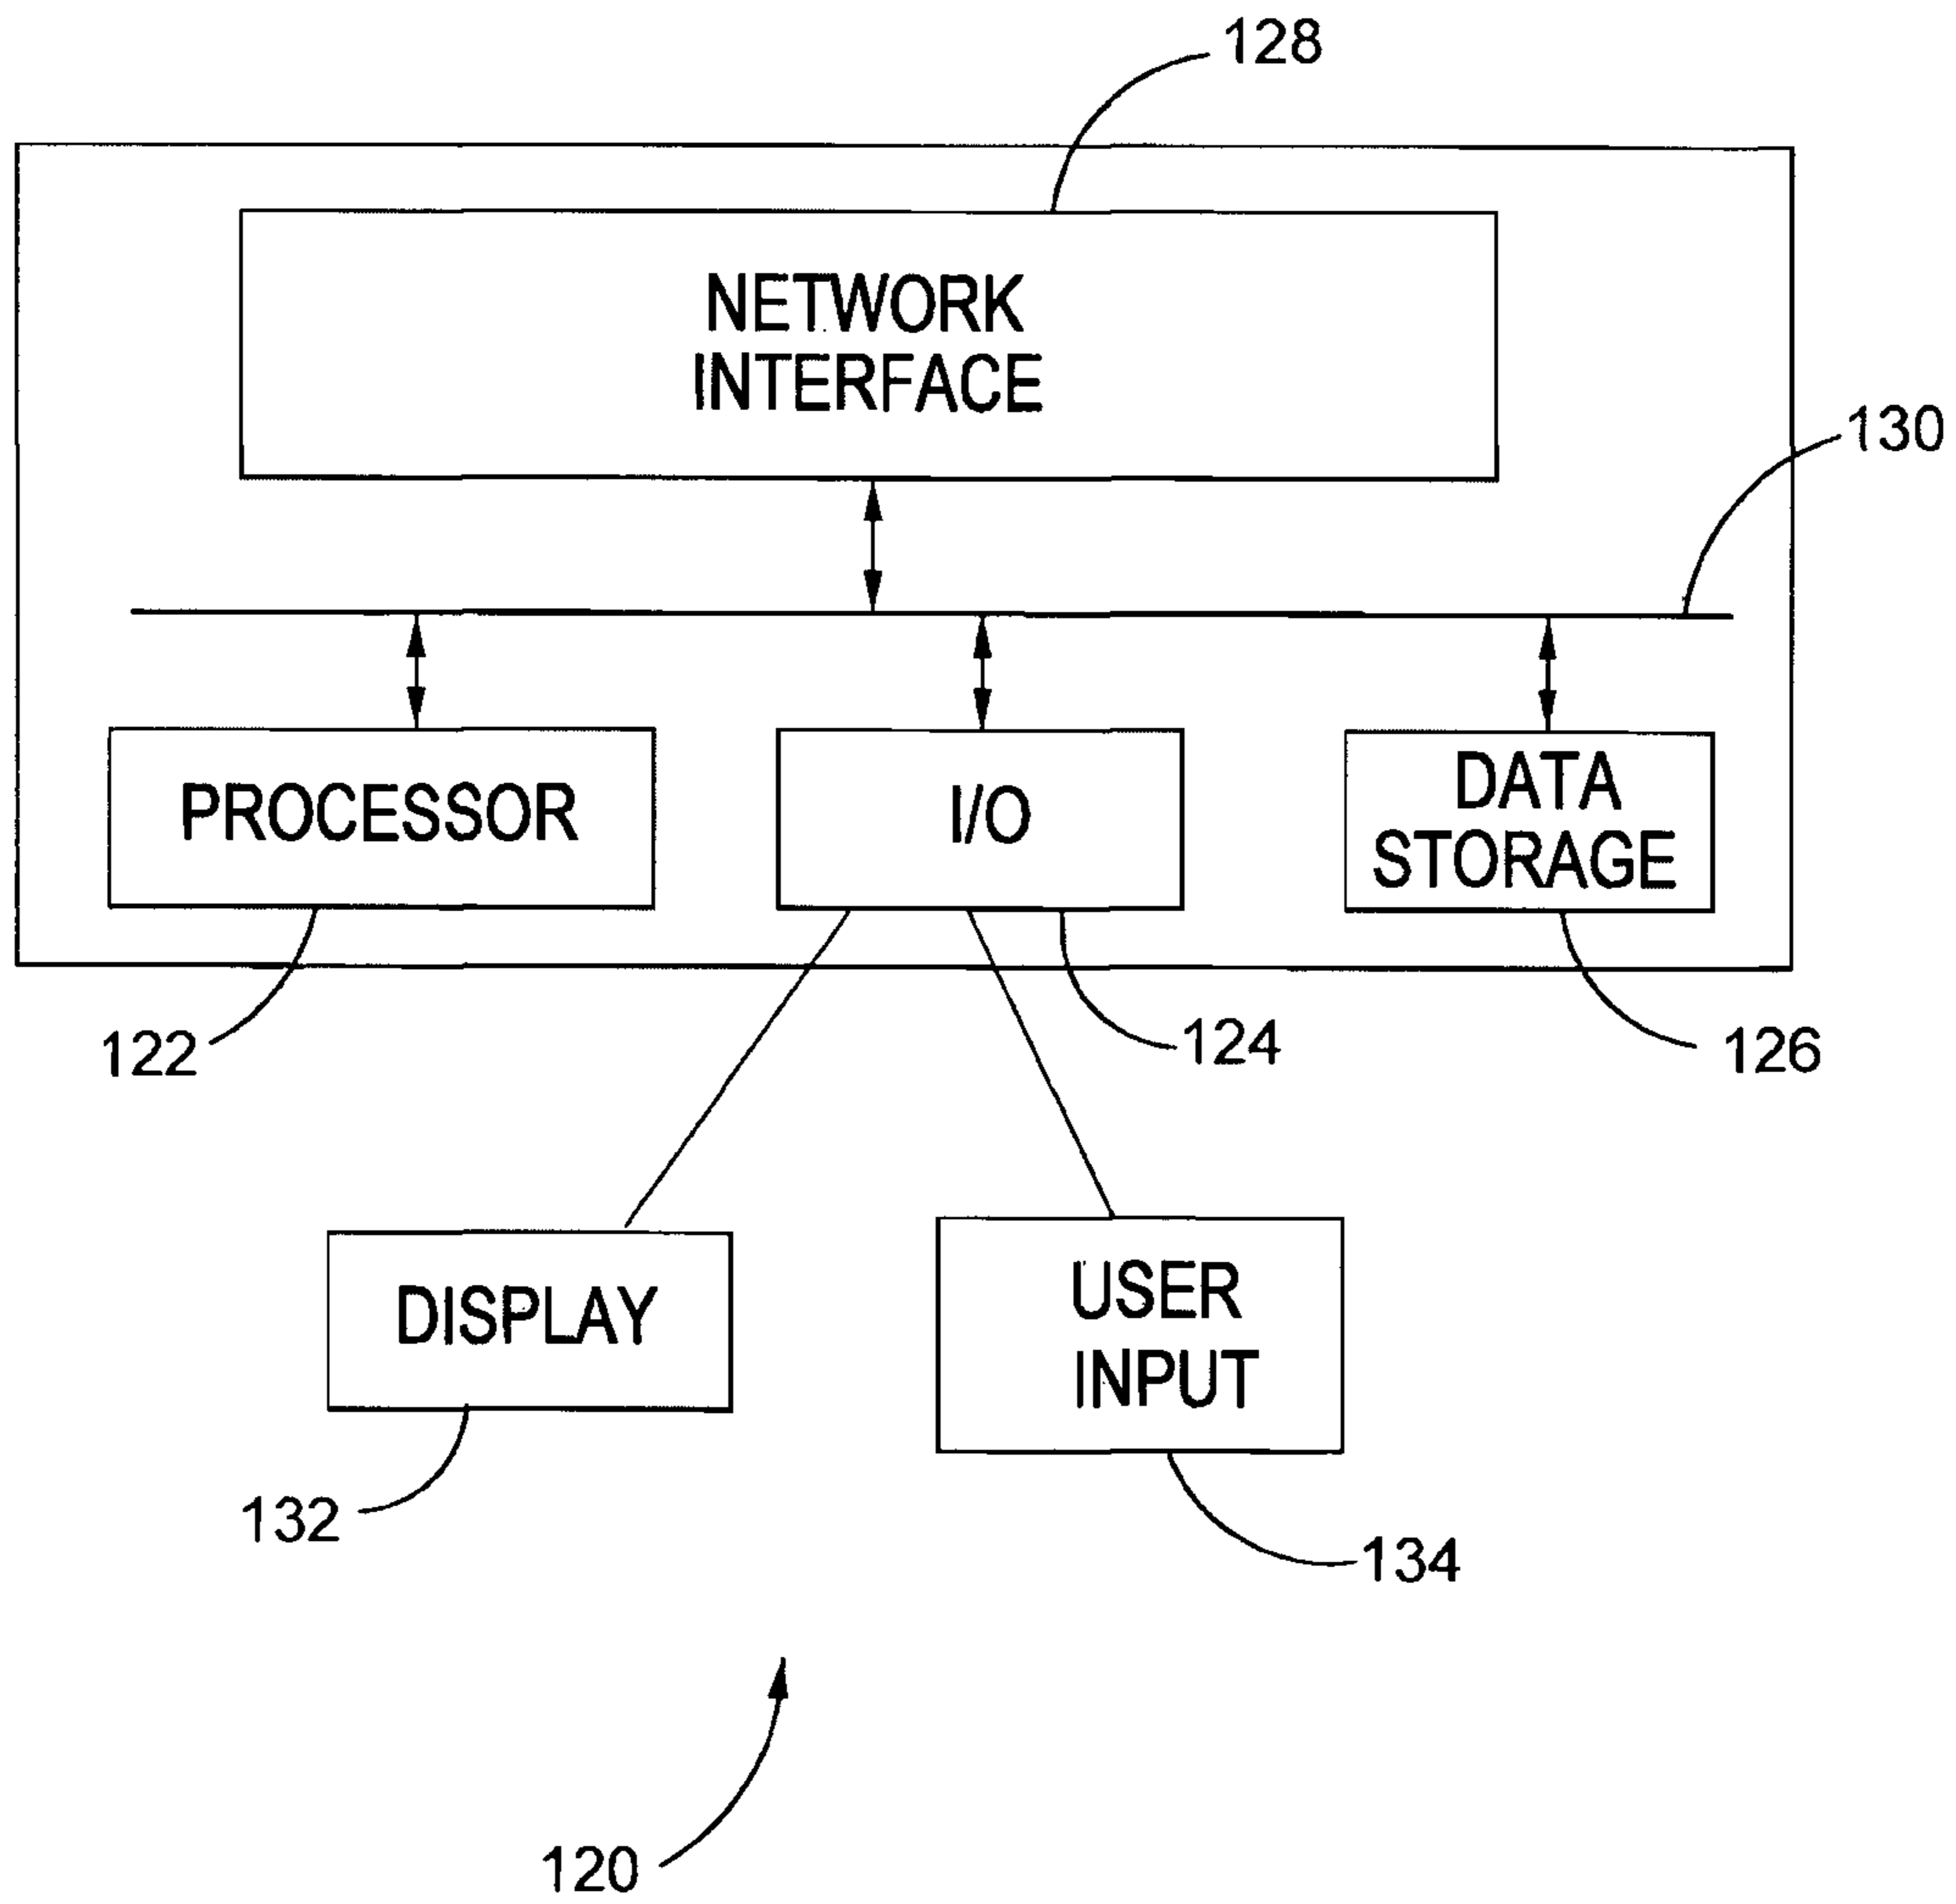 128
NETWORK
INTERFACE
130
PROCESSOR
I/O
DATA
STORAGE
122
124
126
DISPLAY
USER
INPUT
132
134
120